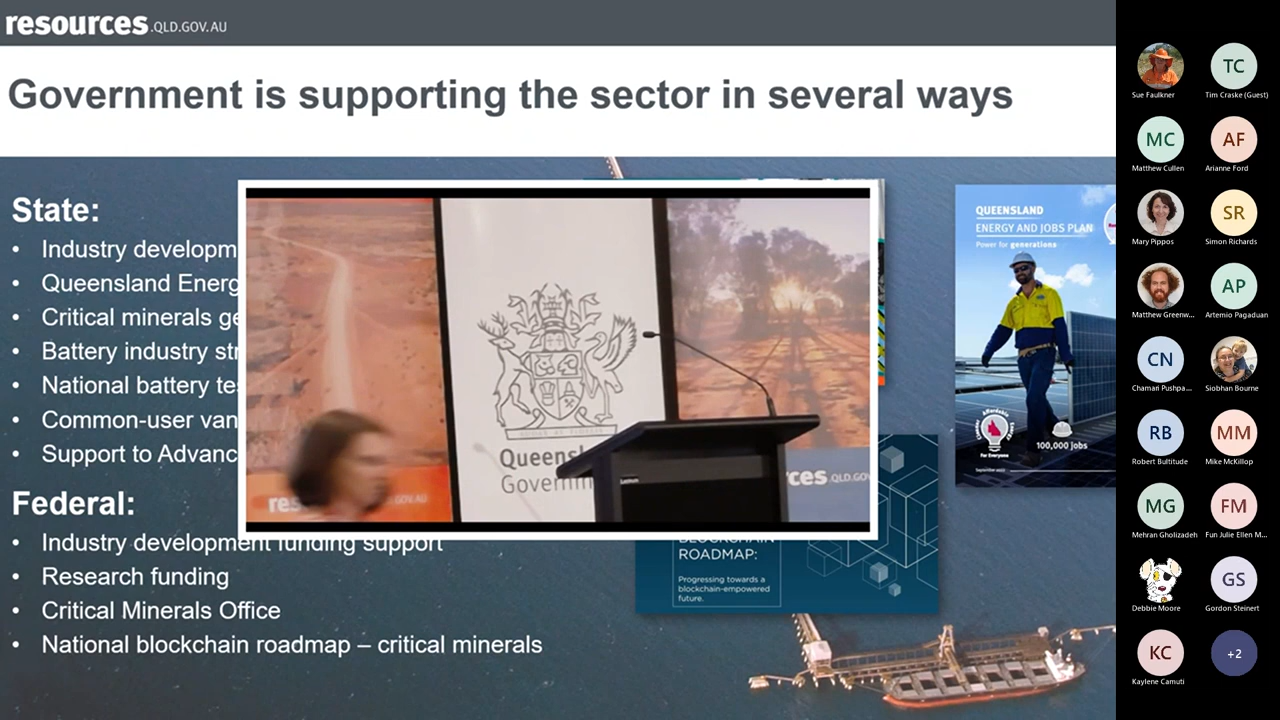 resources.QLD.GOV.AU
Government is supporting the sector in several ways
State:
• Industry developm
• Queensland Energ
• Critical minerals ge
• Battery industry str
• National battery tes
• Common-user van
• Support to Advanc
Federal:
• Industry development funding support
• Research funding
• Critical Minerals Office
• National blockchain roadmap – critical minerals
res GOV.AU
Queensl
Governm
rces.QLD.GOV
QUEENSLAND
ENERGY AND JOBS PLAN
Power for generations
100,000 jobs
ROADMAP:
Progressing towards a
blockchain-empowered
future.
Sue Faulkner
TC
Tim Craske (Guest)
MC
Matthew Cullen
AF
Arianne Ford
Mary Pippos
SR
Simon Richards
Matthew Greenw...
AP
Artemio Pagaduan
CN
Chamari Pushpa...
Siobhan Bourne
RB
Robert Bultitude
MM
Mike McKillop
MG
Mehran Gholizadeh
FM
Fun Julie Ellen M...
Debbie Moore
GS
Gordon Steinert
KC
Kaylene Camuti
+2